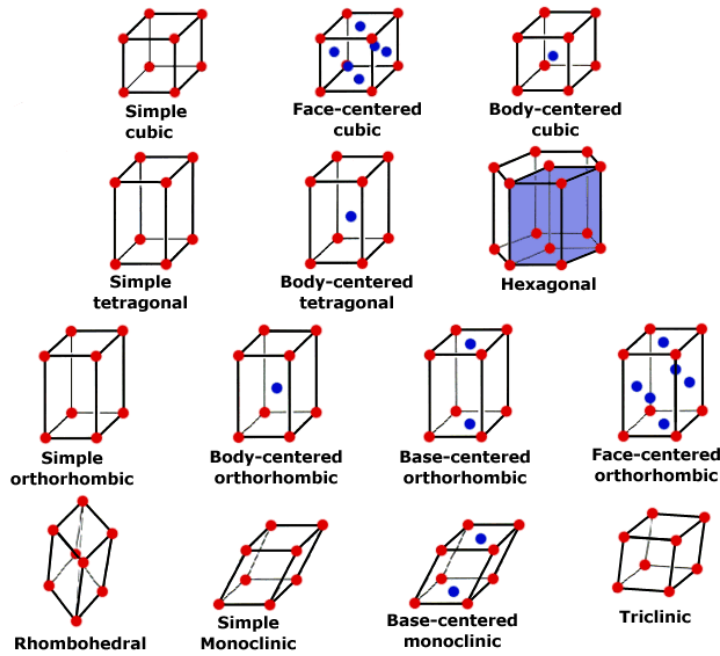 Simple
cubic
Face-centered
cubic
Body-centered
cubic
Simple
tetragonal
Body-centered
tetragonal
Hexagonal
Simple
orthorhombic
Body-centered
orthorhombic
Base-centered
orthorhombic
Face-centered
orthorhombic
Rhombohedral
Simple
Monoclinic
Base-centered
monoclinic
Triclinic